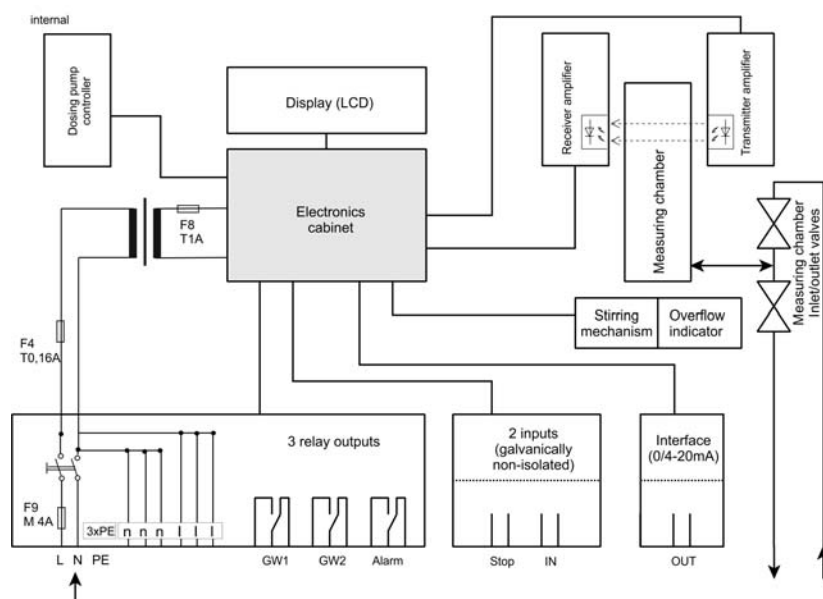 internal
Dosing pump
controller
Display (LCD)
Electronics
cabinet
F8
T1A
Receiver amplifier
Measuring chamber
Transmitter amplifier
Measuring chamber
Inlet/outlet valves
Stirring
mechanism
Overflow
indicator
F4
T0,16A
3 relay outputs
2 inputs
(galvanically
non-isolated)
Interface
(0/4-20mA)
F9
M 4A
3xPE n n n l l l
L N PE
GW1 GW2 Alarm
Stop IN
OUT